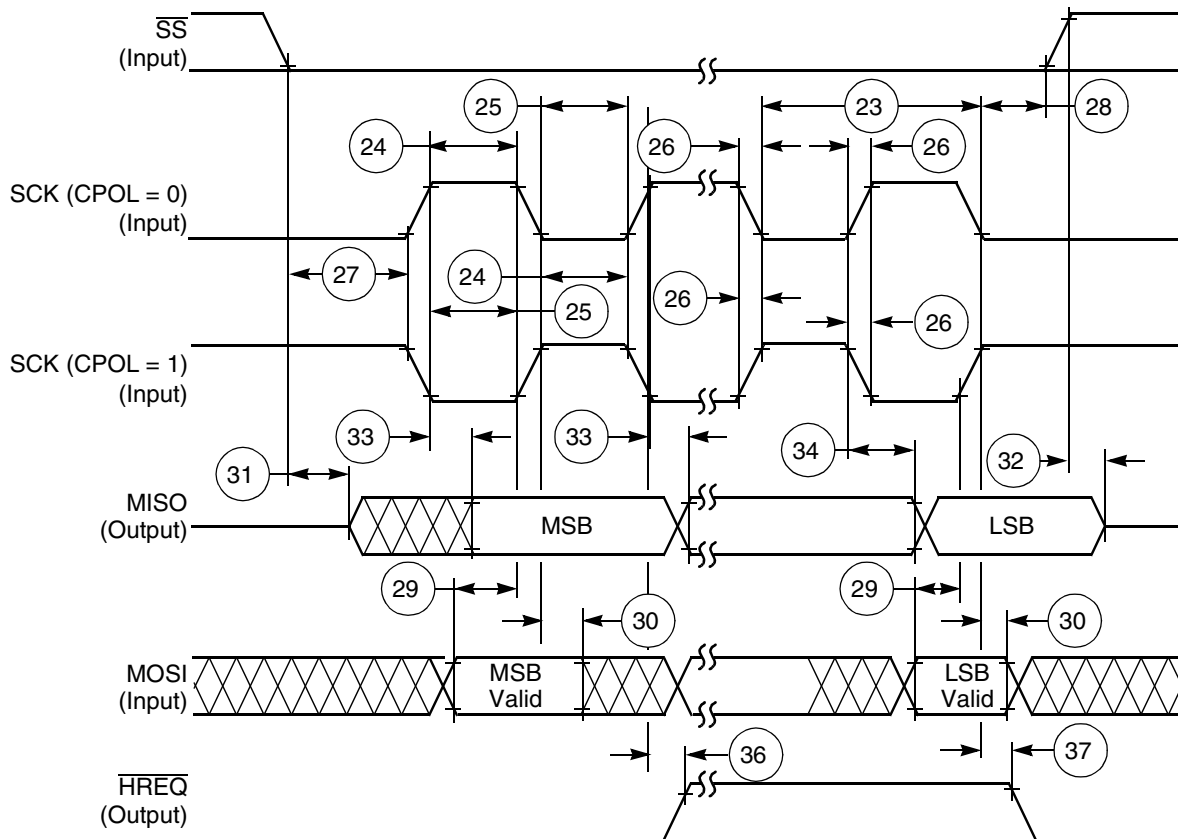 SS
(Input)
25
23
28
24
26
26
SCK (CPOL = 0)
(Input)
27
24
26
25
26
SCK (CPOL = 1)
(Input)
33
33
34
31
32
MISO
(Output)
MSB
LSB
29
29
30
30
MOSI
(Input)
MSB
Valid
LSB
Valid
36
37
HREQ
(Output)